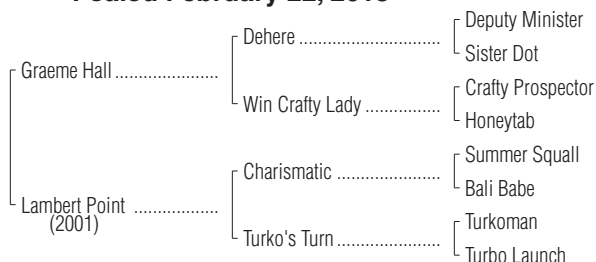 Foaled February 22,
Deputy Minister
Dehere ..............................
Sister Dot
Graeme Hall ......................
Crafty Prospector
Win Crafty Lady ................
Honeytab
Summer Squall
Charismatic ......................
Bali Babe
Lambert Point ..................
(2001)
Turkoman
Turko's Turn ......................
Turbo Launch